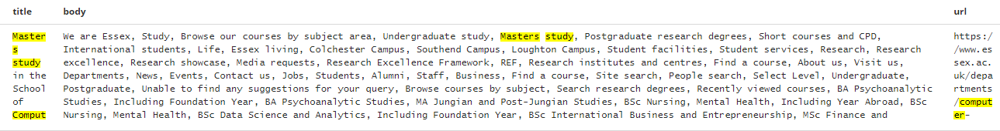 title
body
url
Master
s
study
in the
School
of
Comput
We are Essex, Study, Browse our courses by subject area, Undergraduate study, Masters study, Postgraduate research degrees, Short courses and CPD,
International students, Life, Essex living, Colchester Campus, Southend Campus, Loughton Campus, Student facilities, Student services, Research, Research
excellence, Research showcase, Media requests, Research Excellence Framework, REF, Research institutes and centres, Find a course, About us, Visit us,
Departments, News, Events, Contact us, Jobs, Students, Alumni, Staff, Business, Find a course, Site search, People search, Select Level, Undergraduate,
Postgraduate, Unable to find any suggestions for your query, Browse courses by subject, Search research degrees, Recently viewed courses, BA Psychoanalytic
Studies, Including Foundation Year, BA Psychoanalytic Studies, MA Jungian and Post-Jungian Studies, BSc Nursing, Mental Health, Including Year Abroad, BSc
Nursing, Mental Health, BSc Data Science and Analytics, Including Foundation Year, BSc International Business and Entrepreneurship, MSc Finance and
https:/
/www.es
sex.ac.
uk/depa
rtments
/comput
er-